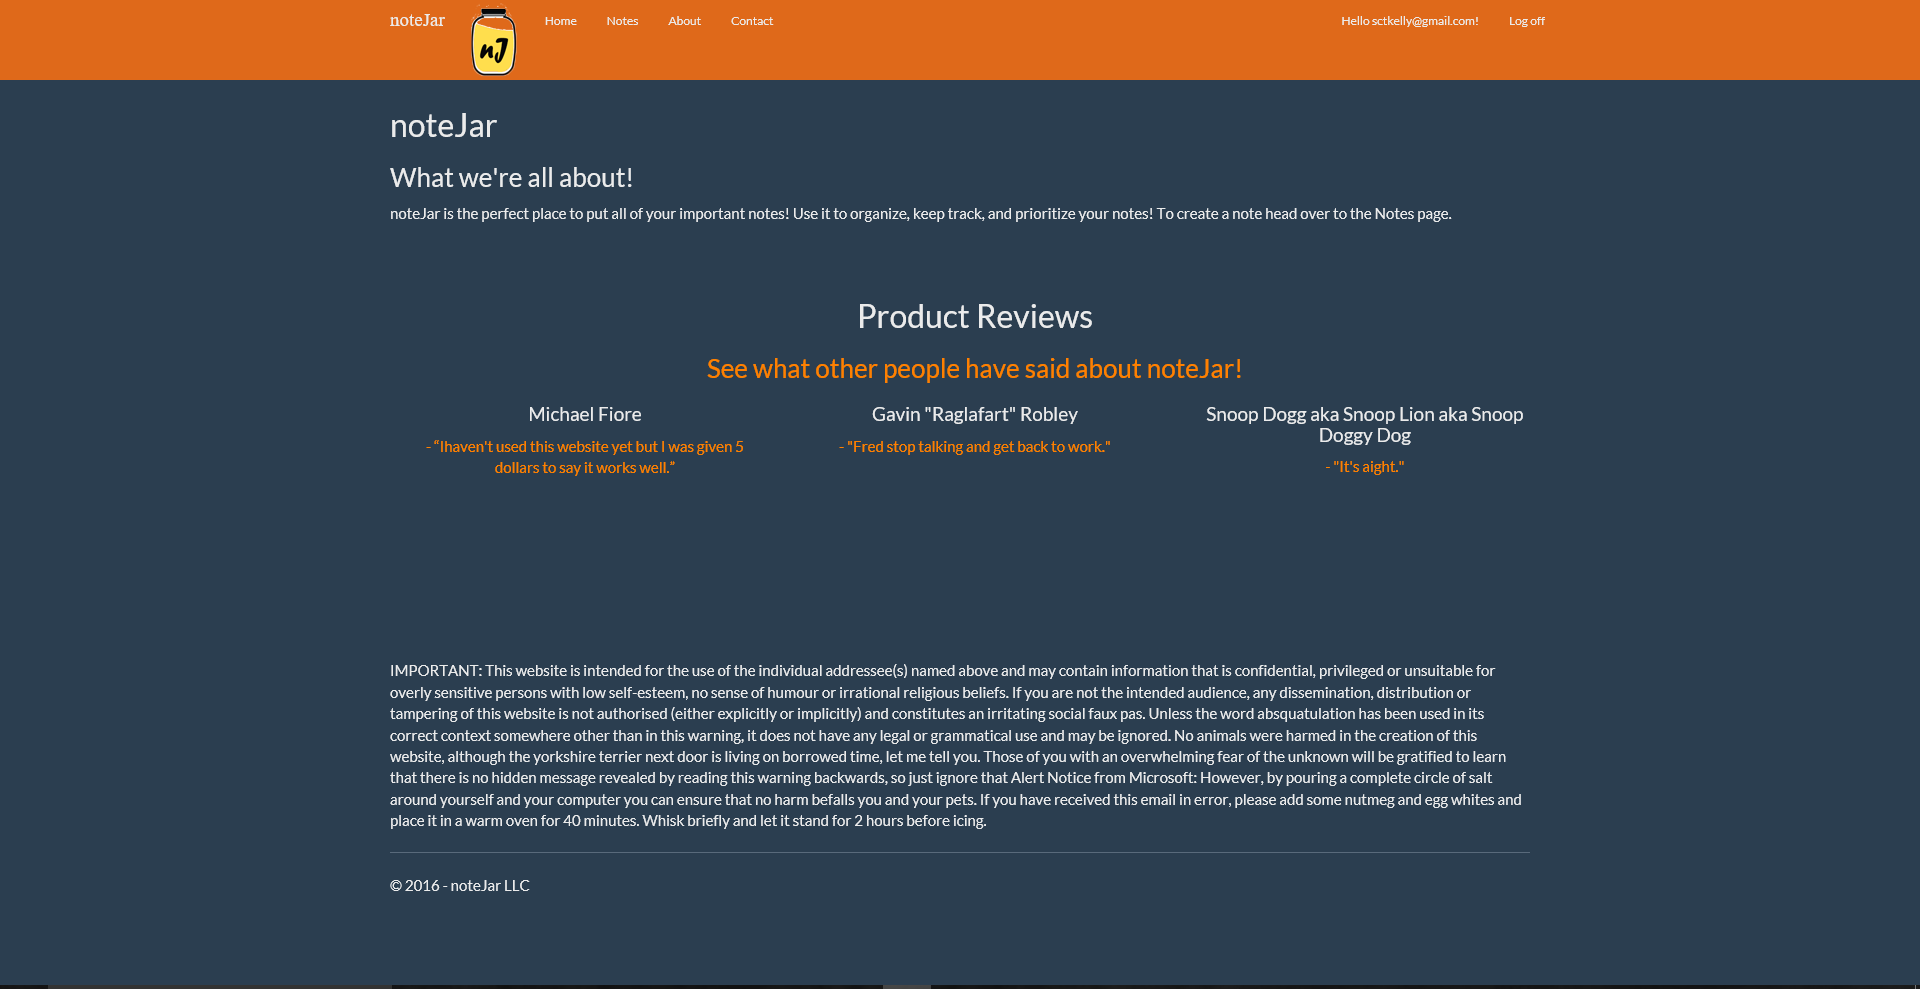 noteJar
nJ
Home
Notes
About
Contact
Hello sctkelly@gmail.com!
Log off
noteJar
What we're all about!
noteJar is the perfect place to put all of your important notes! Use it to organize, keep track, and prioritize your notes! To create a note head over to the Notes page.
Product Reviews
See what other people have said about noteJar!
Michael Fiore
- “Ihaven't used this website yet but I was given 5
dollars to say it works well.”
Gavin "Raglafart" Robley
- "Fred stop talking and get back to work."
Snoop Dogg aka Snoop Lion aka Snoop
Doggy Dog
- "It's aight."
IMPORTANT: This website is intended for the use of the individual addressee(s) named above and may contain information that is confidential, privileged or unsuitable for
overly sensitive persons with low self-esteem, no sense of humour or irrational religious beliefs. If you are not the intended audience, any dissemination, distribution or
tampering of this website is not authorised (either explicitly or implicitly) and constitutes an irritating social faux pas. Unless the word absquatulation has been used in its
correct context somewhere other than in this warning, it does not have any legal or grammatical use and may be ignored. No animals were harmed in the creation of this
website, although the yorkshire terrier next door is living on borrowed time, let me tell you. Those of you with an overwhelming fear of the unknown will be gratified to learn
that there is no hidden message revealed by reading this warning backwards, so just ignore that Alert Notice from Microsoft: However, by pouring a complete circle of salt
around yourself and your computer you can ensure that no harm befalls you and your pets. If you have received this email in error, please add some nutmeg and egg whites and
place it in a warm oven for 40 minutes. Whisk briefly and let it stand for 2 hours before icing.
© 2016 - noteJar LLC